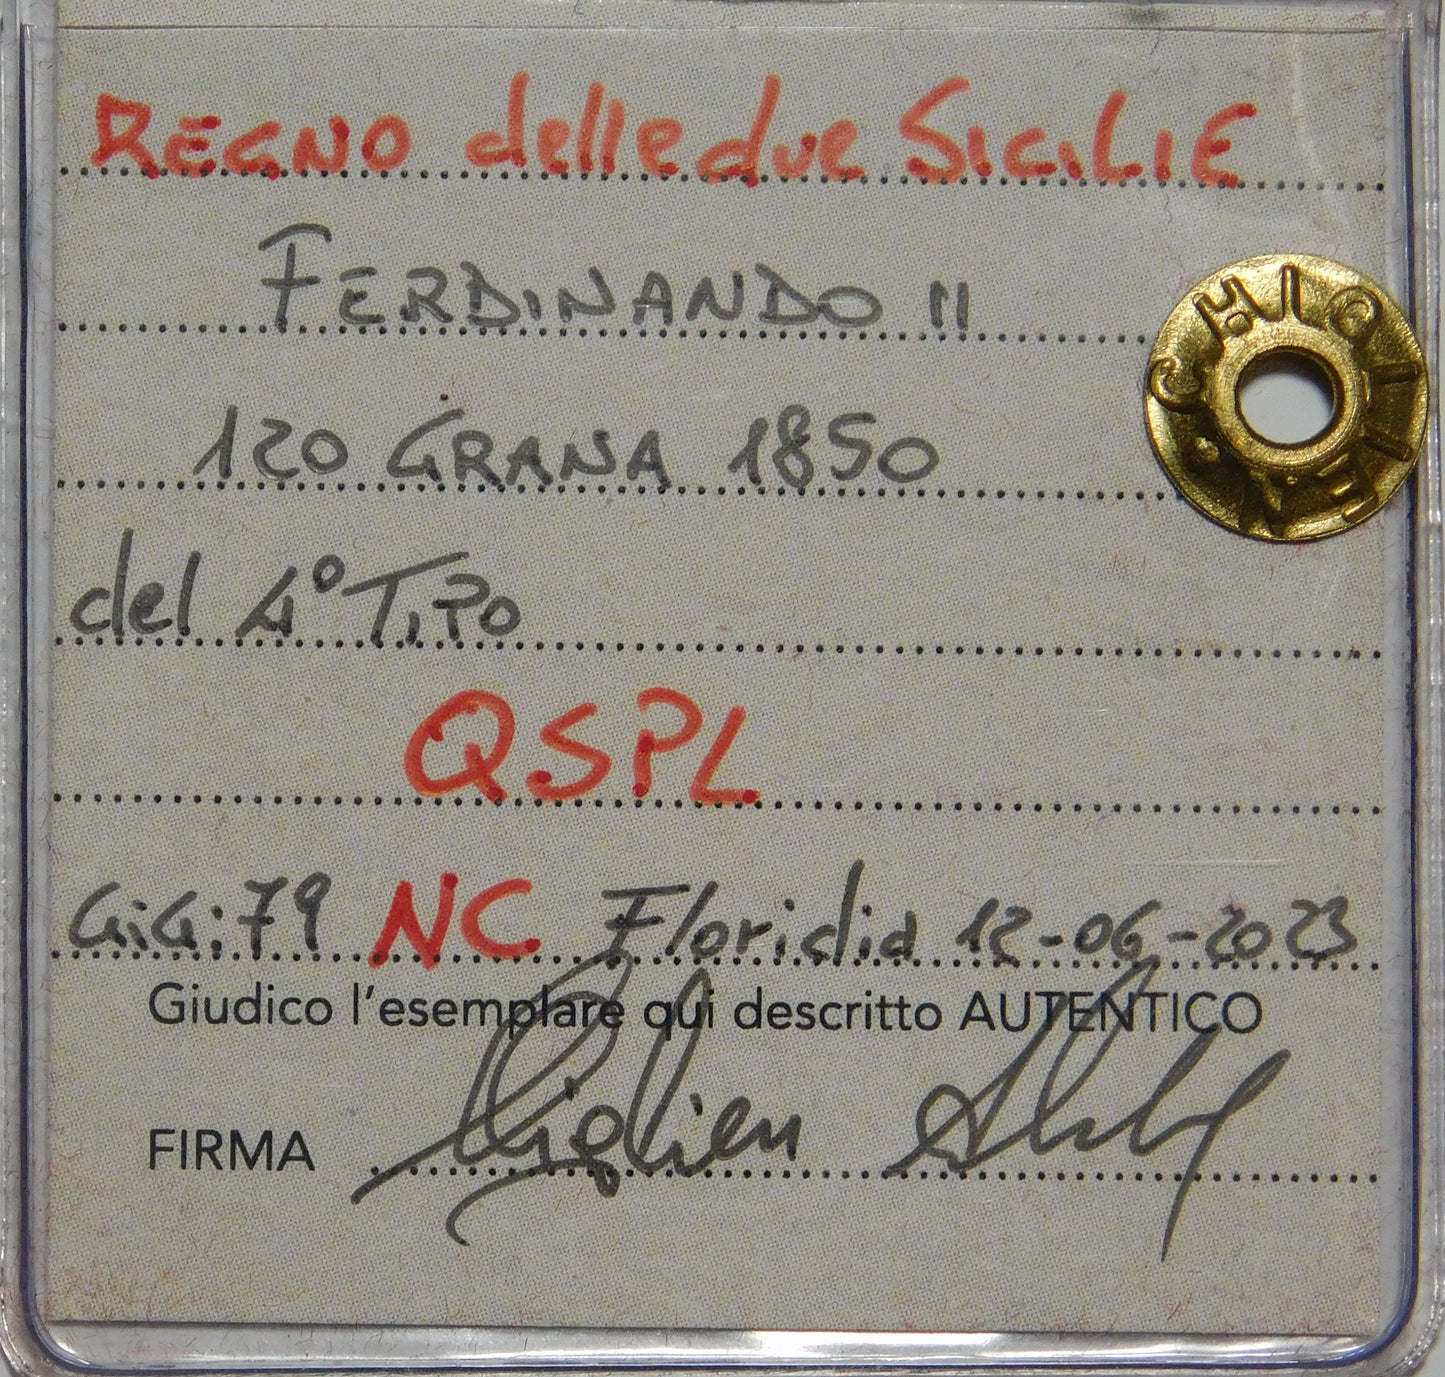 REGNO delle due SICILIE
FERDINANDO II
120 GRANA 1850
del 4° TIPO
QSPL
GiGi: 79 NC Floridia 12-06-2023
Giudico l'esemplare qui descritto AUTENTICO
FIRMA